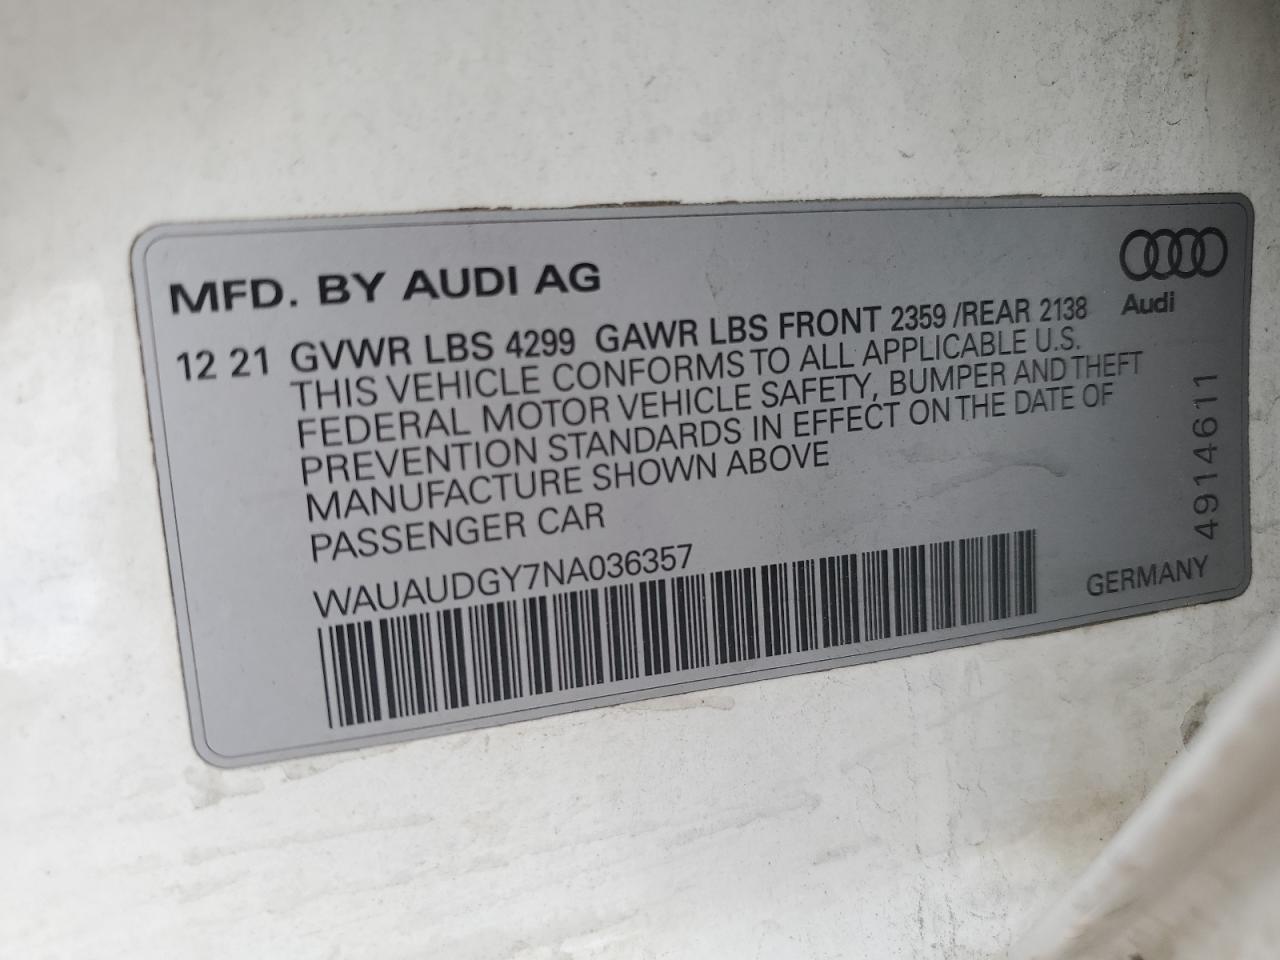 MFD. BY AUDI AG
Audi
12 21 GVWR LBS 4299 GAWR LBS FRONT 2359 /REAR 2138
THIS VEHICLE CONFORMS TO ALL APPLICABLE U.S.
FEDERAL MOTOR VEHICLE SAFETY, BUMPER AND THEFT
PREVENTION STANDARDS IN EFFECT ON THE DATE OF
MANUFACTURE SHOWN ABOVE
PASSENGER CAR
WAUAUDGY7NA036357
GERMANY
4914611